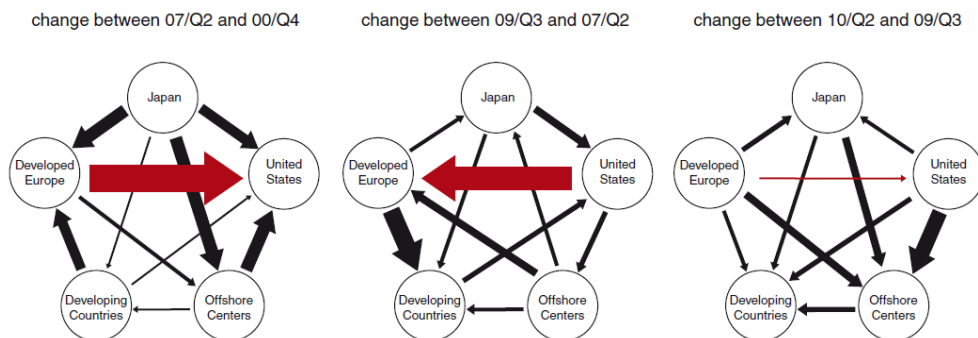 change between 07/Q2 and 00/Q4
Japan
Developed
Europe
United
States
Developing
Countries
Offshore
Centers
change between 09/Q3 and 07/Q2
Japan
Developed
Europe
United
States
Developing
Countries
Offshore
Centers
change between 10/Q2 and 09/Q3
Japan
Developed
Europe
United
States
Developing
Countries
Offshore
Centers